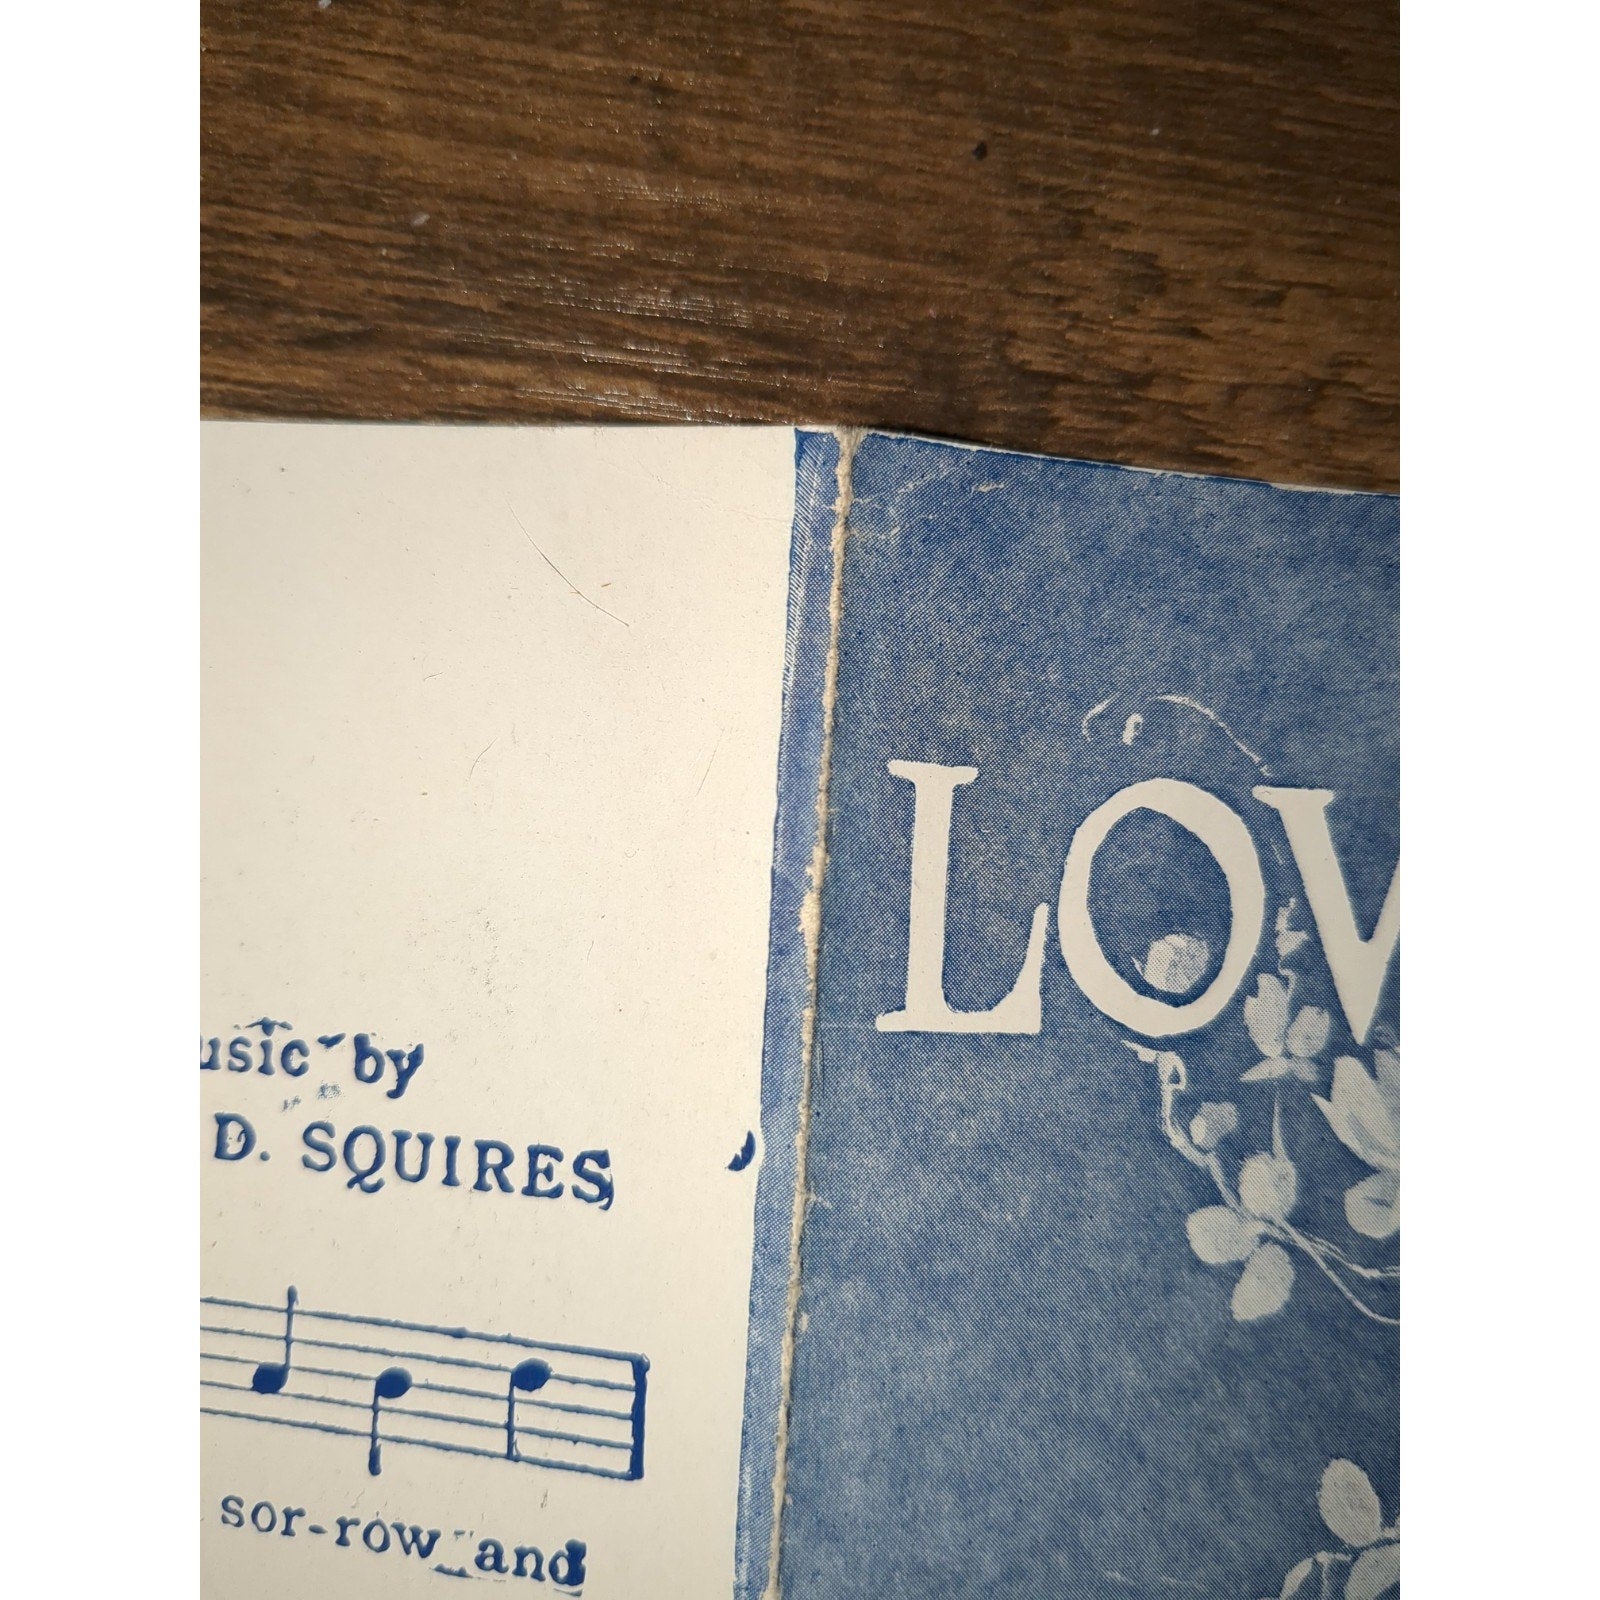 usic by
D. SQUIRES,
sor-row and
LOV